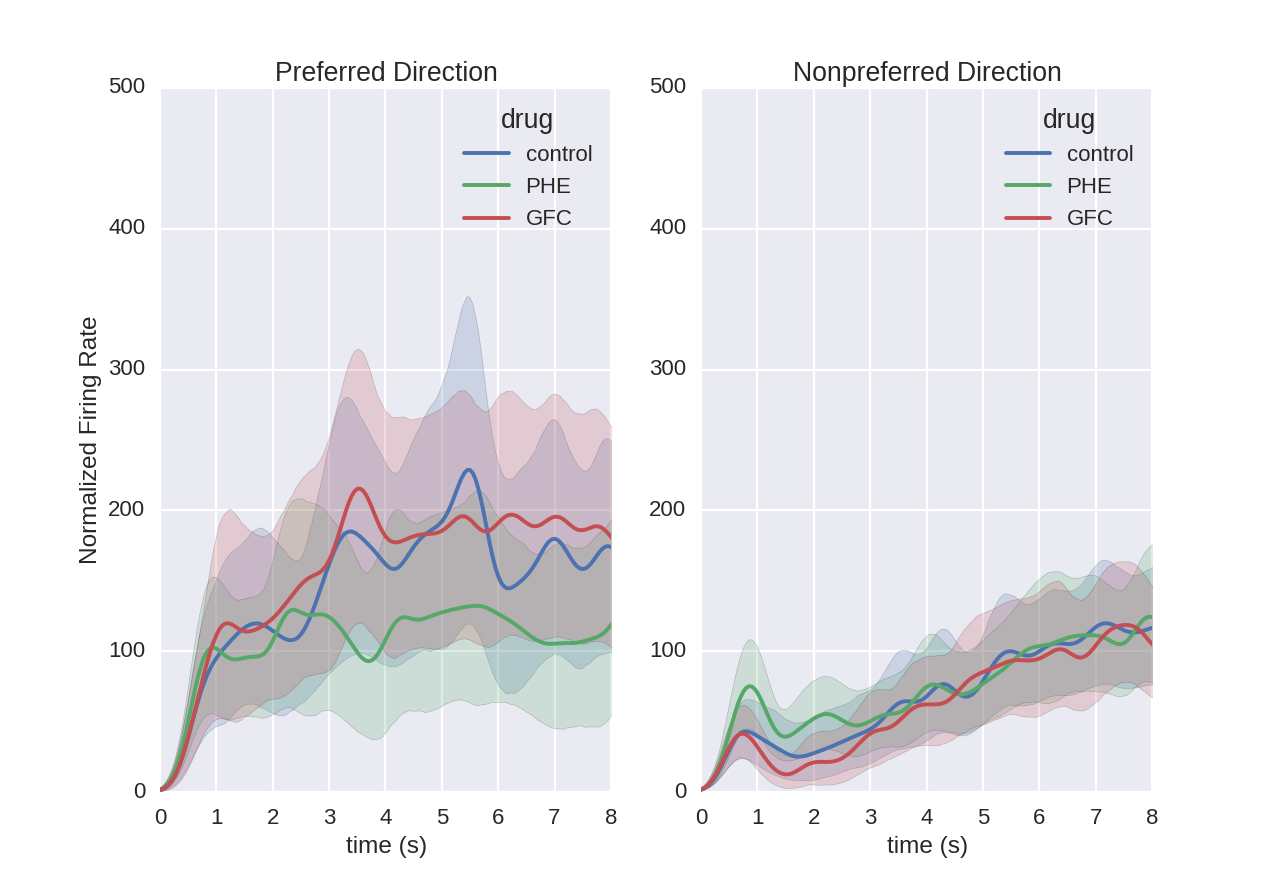 Preferred Direction
500
400
300
200
100
0
Normalized Firing Rate
drug
control
PHE
GFC
0 1 2 3 4 5 6 7 8
time (s)
Nonpreferred Direction
500
400
300
200
100
0
drug
control
PHE
GFC
0 1 2 3 4 5 6 7 8
time (s)